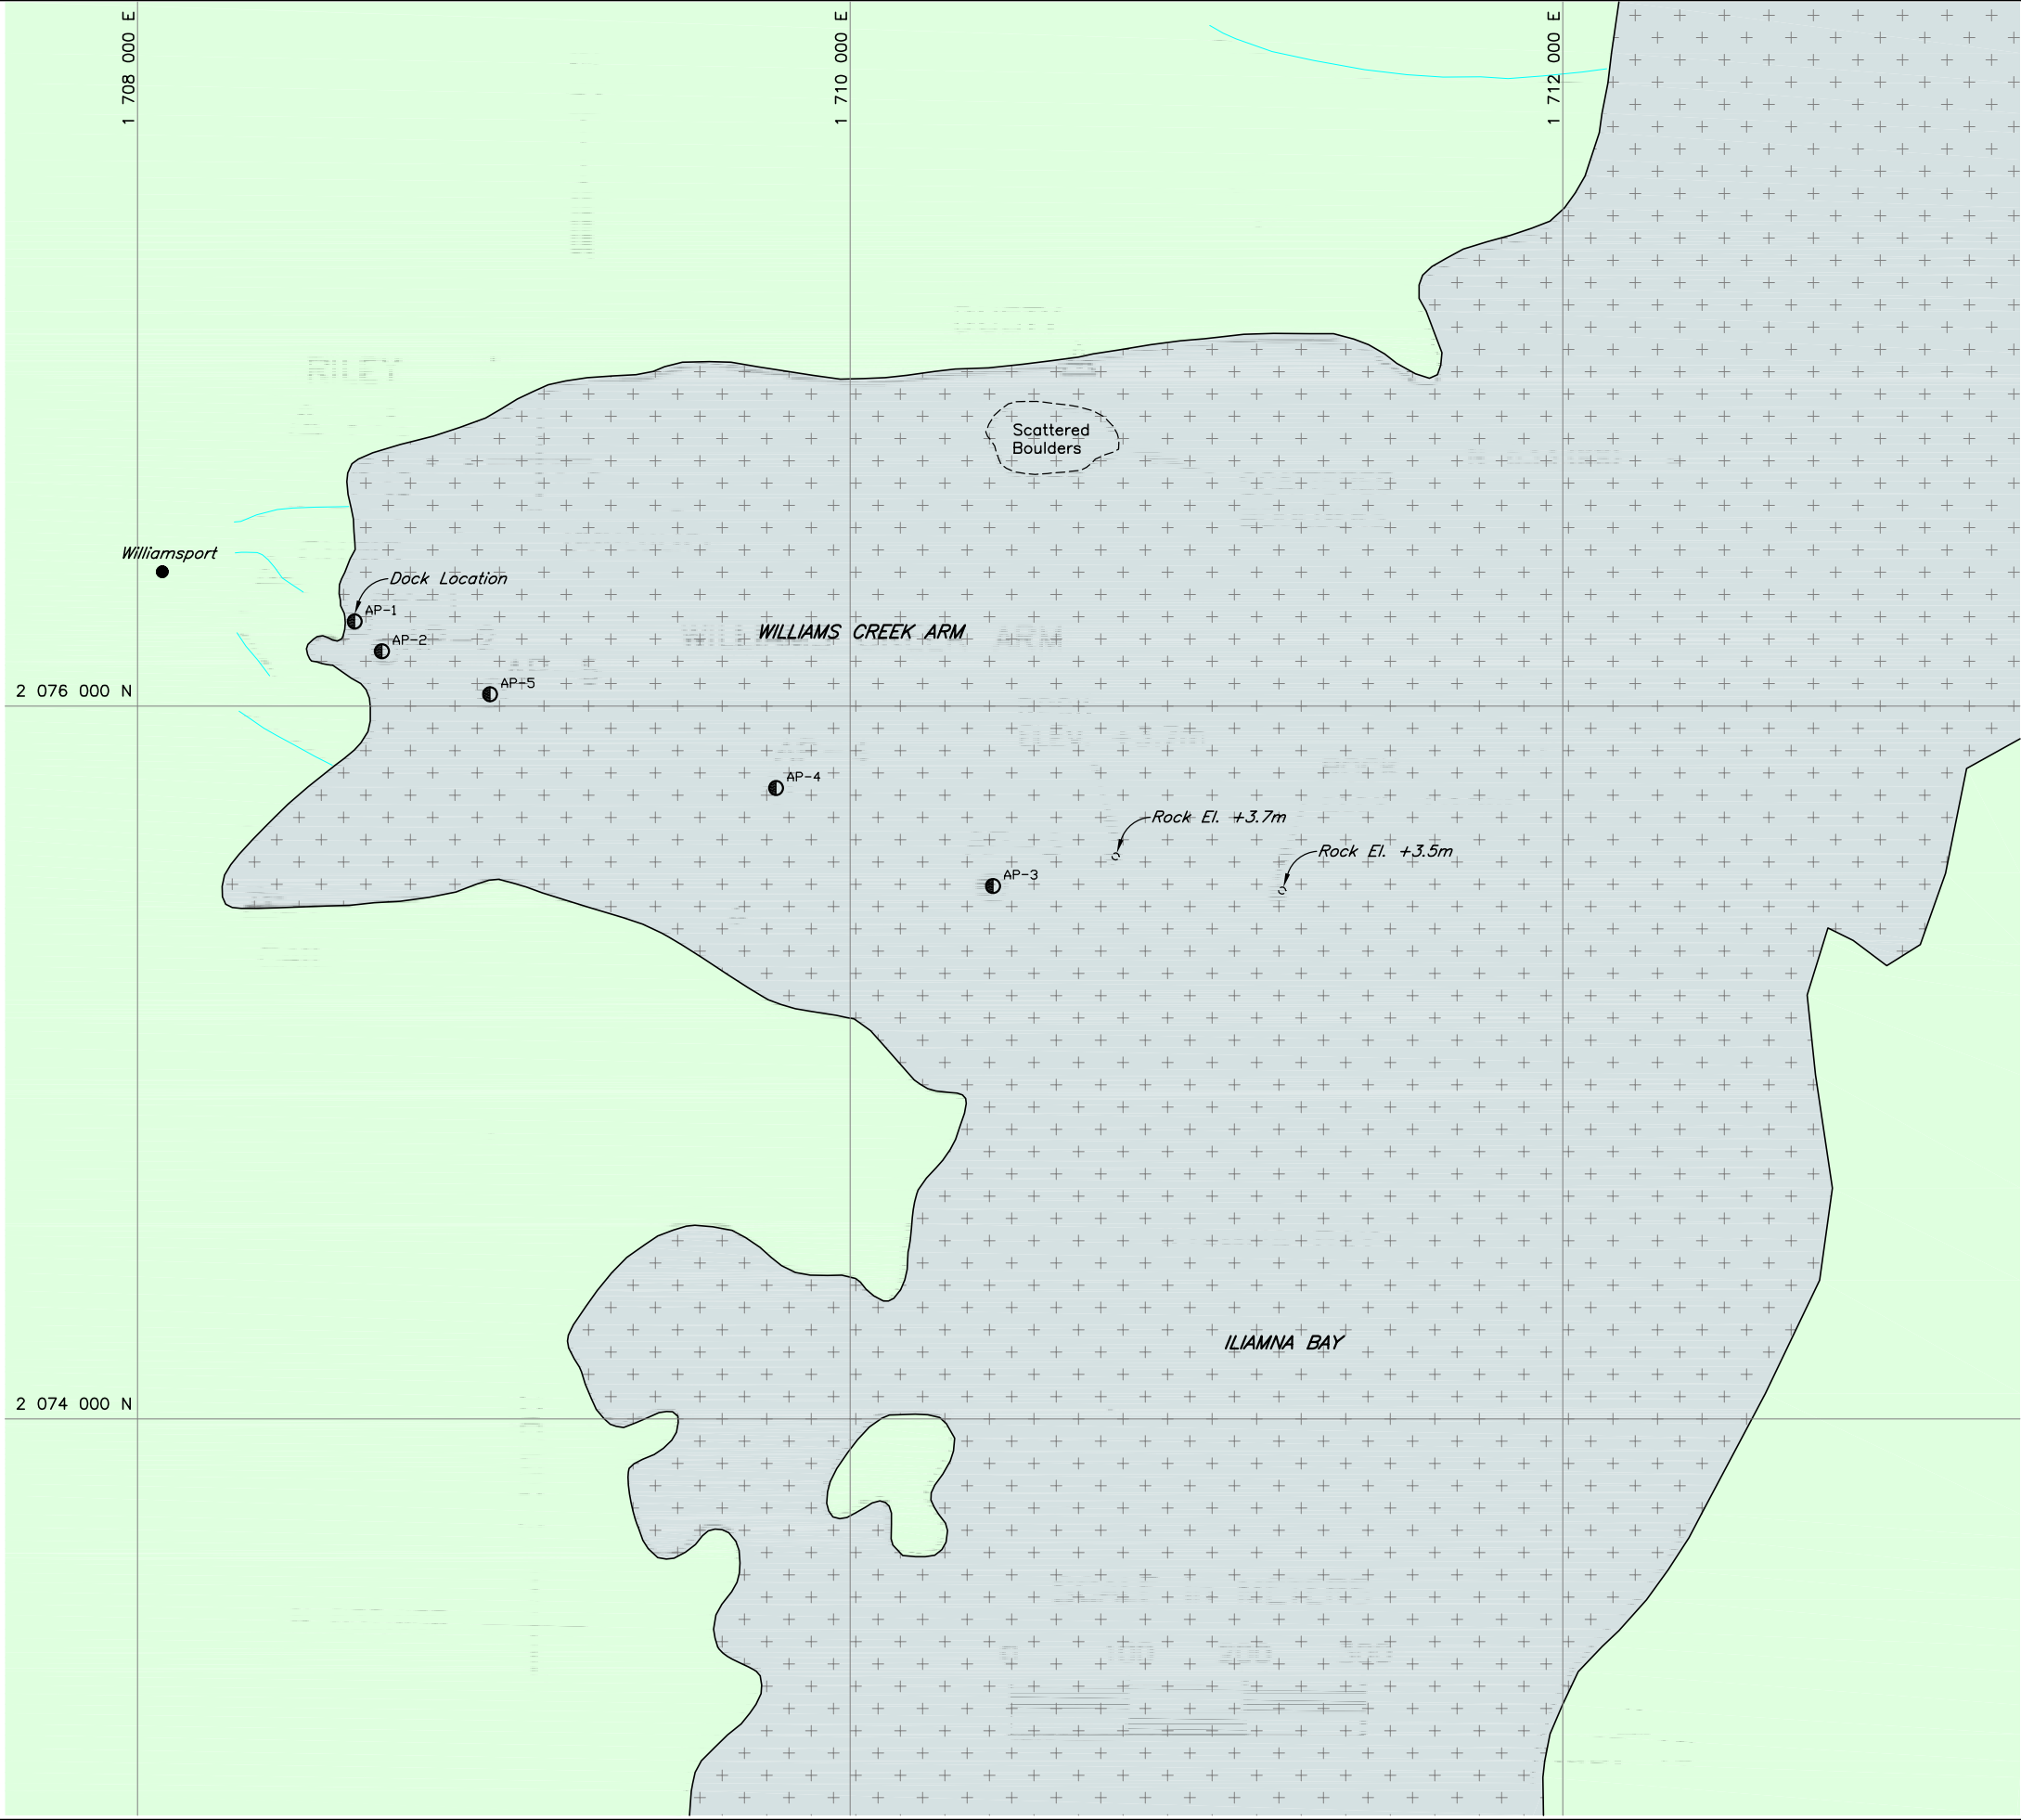 1 708 000 E
1 710 000 E
1 712 000 E
Scattered
Boulders
Williamsport
Dock Location
AP-1
AP-2
WILLIAMS CREEK ARM
AP-5
2 076 000 N
AP-4
Rock El. +3.7m
Rock El. +3.5m
AP-3
ILIAMNA BAY
2 074 000 N